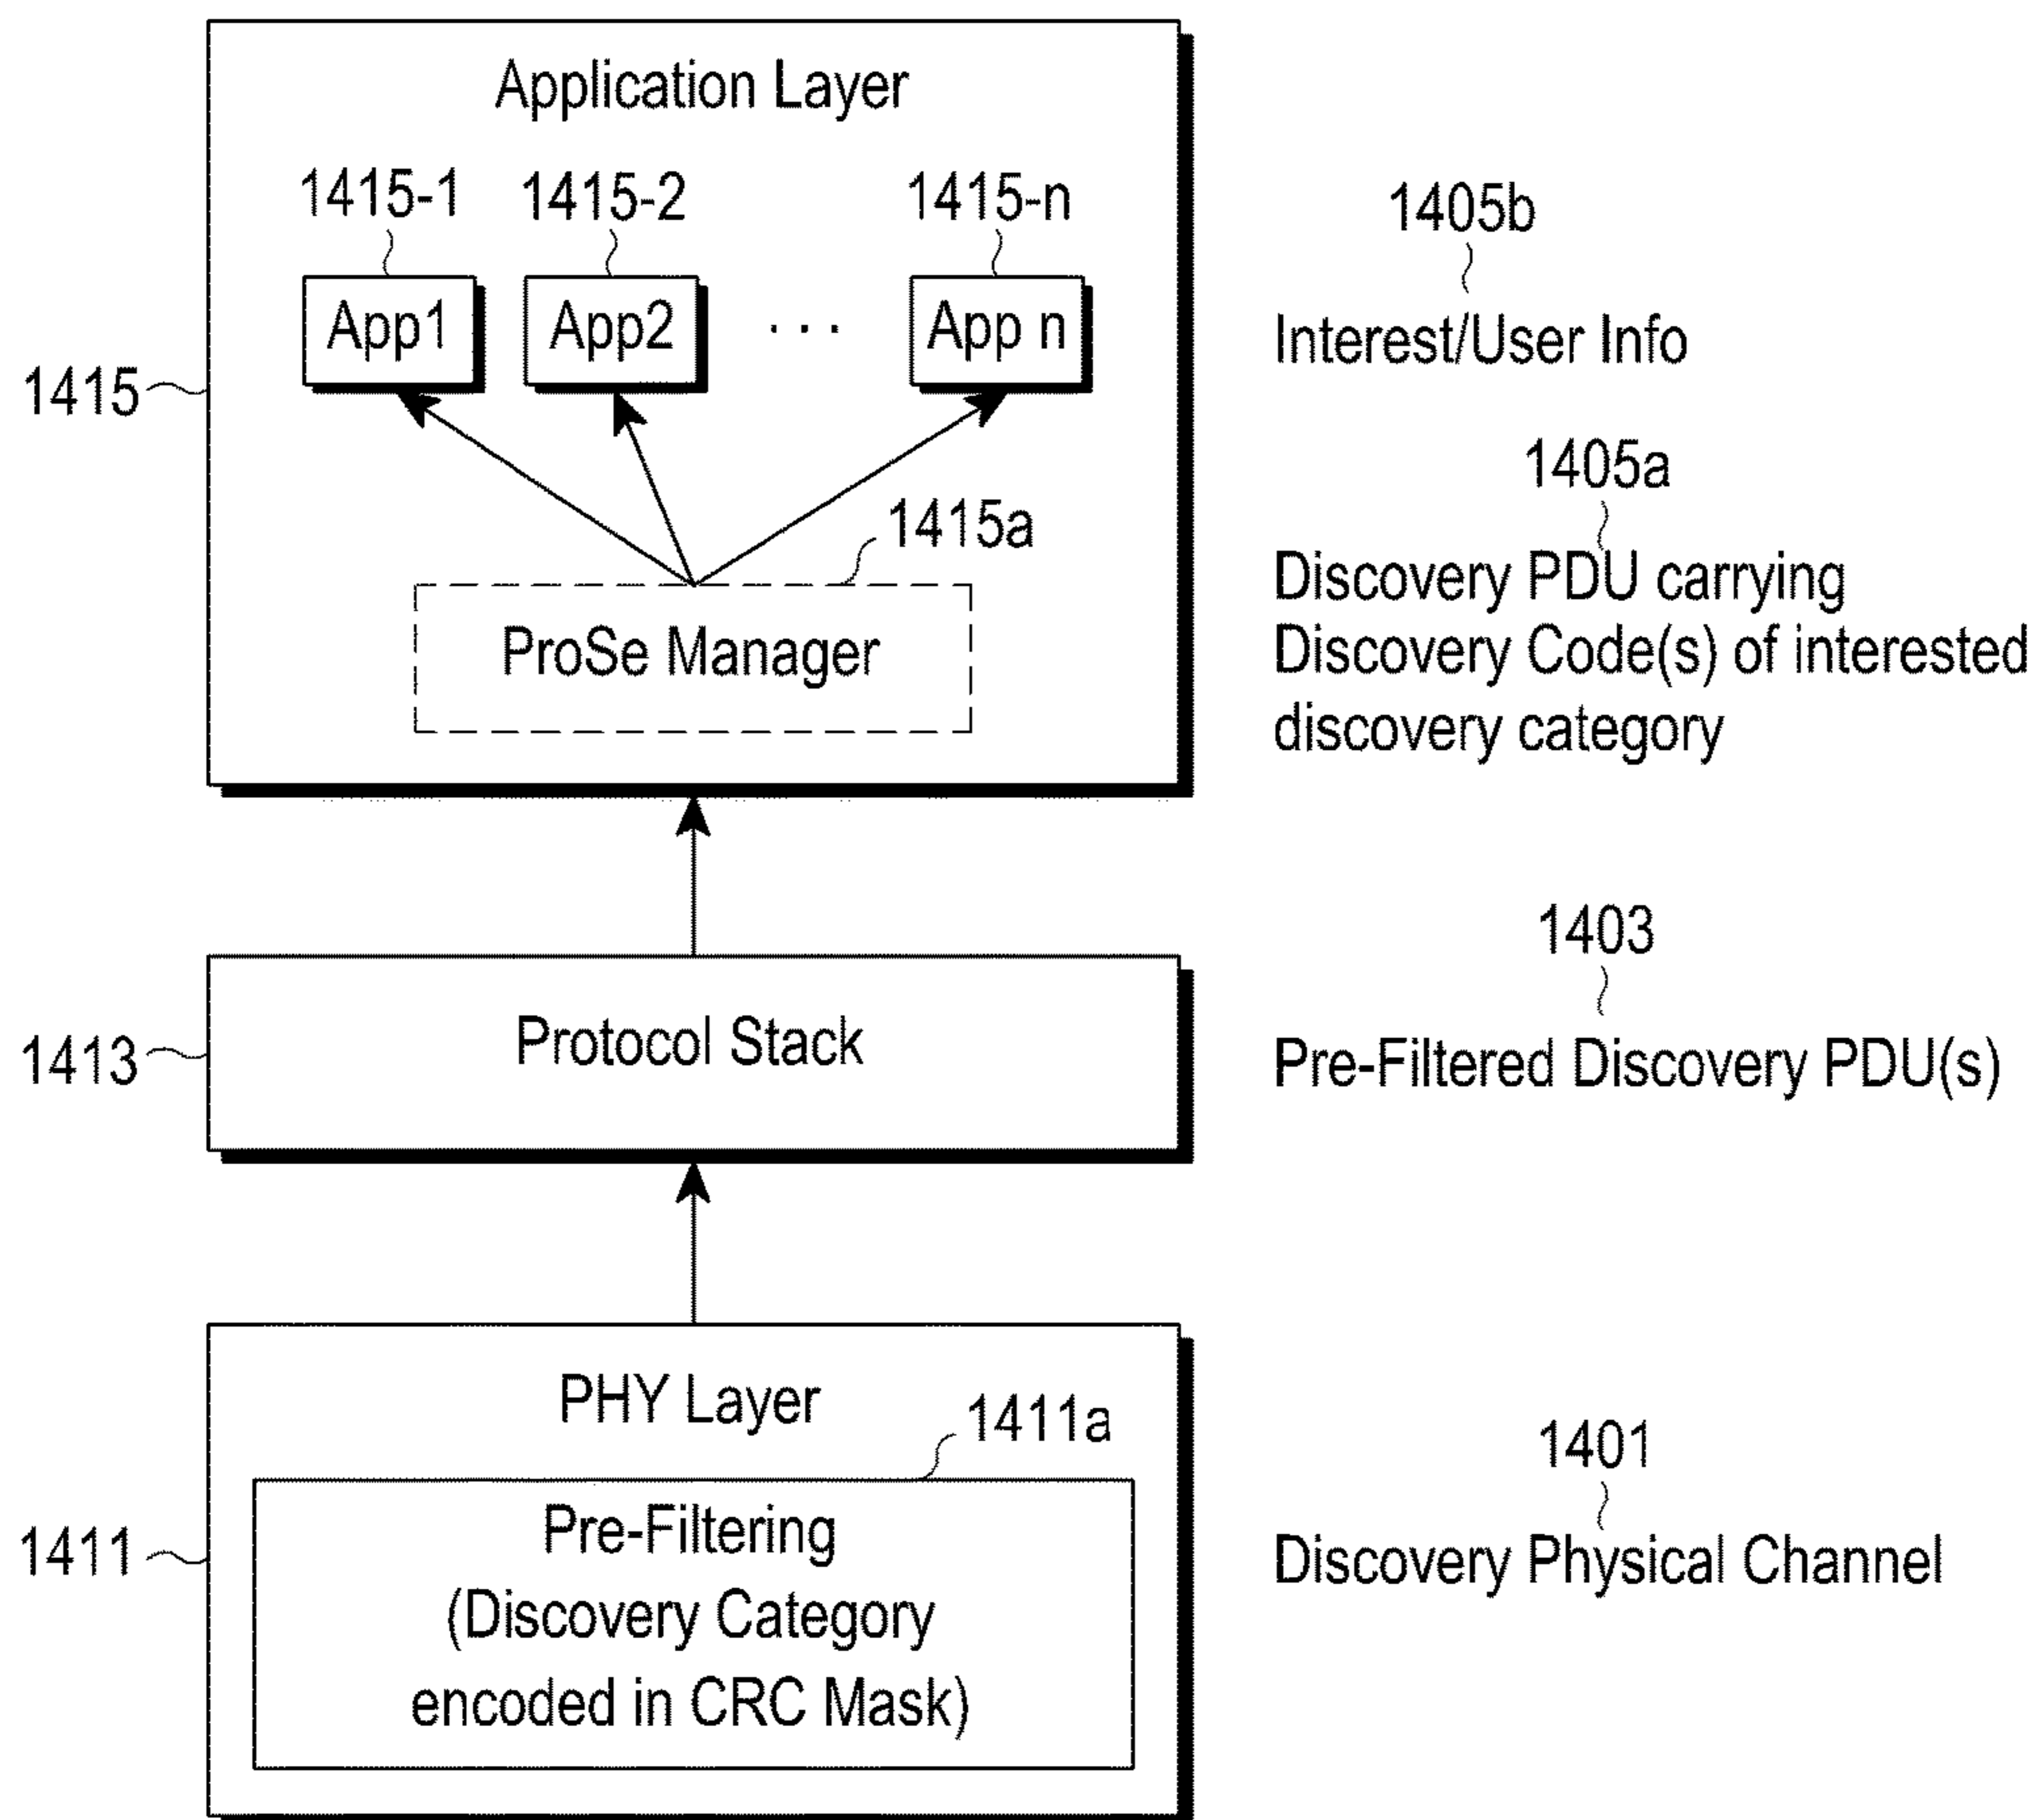 Application Layer
1415-1 1415-2 1415-n
1405b
App1 App2 ... App n
Interest/User Info
1415
1405a
1415a
Discovery PDU carrying
Discovery Code(s) of interested
discovery category
ProSe Manager
1403
1413
Protocol Stack
Pre-Filtered Discovery PDU(s)
PHY Layer
1411a
1401
1411
Pre-Filtering
(Discovery Category
encoded in CRC Mask)
Discovery Physical Channel